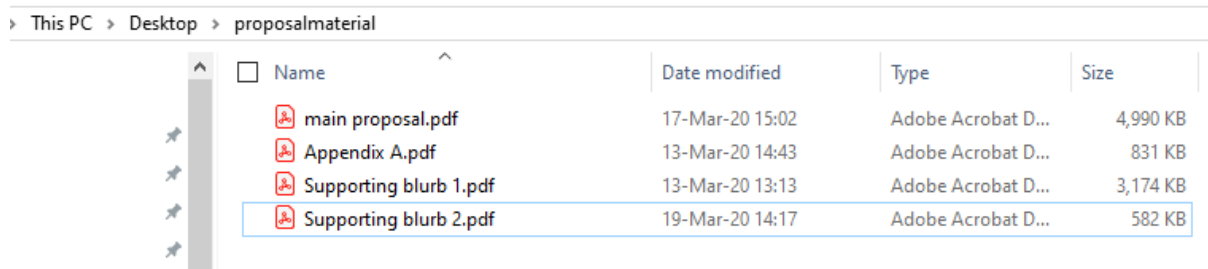 This PC > Desktop > proposalmaterial
Name Date modified Type Size
main proposal.pdf 17-Mar-20 15:02 Adobe Acrobat D... 4,990 KB
Appendix A.pdf 13-Mar-20 14:43 Adobe Acrobat D... 831 KB
Supporting blurb 1.pdf 13-Mar-20 13:13 Adobe Acrobat D... 3,174 KB
Supporting blurb 2.pdf 19-Mar-20 14:17 Adobe Acrobat D... 582 KB